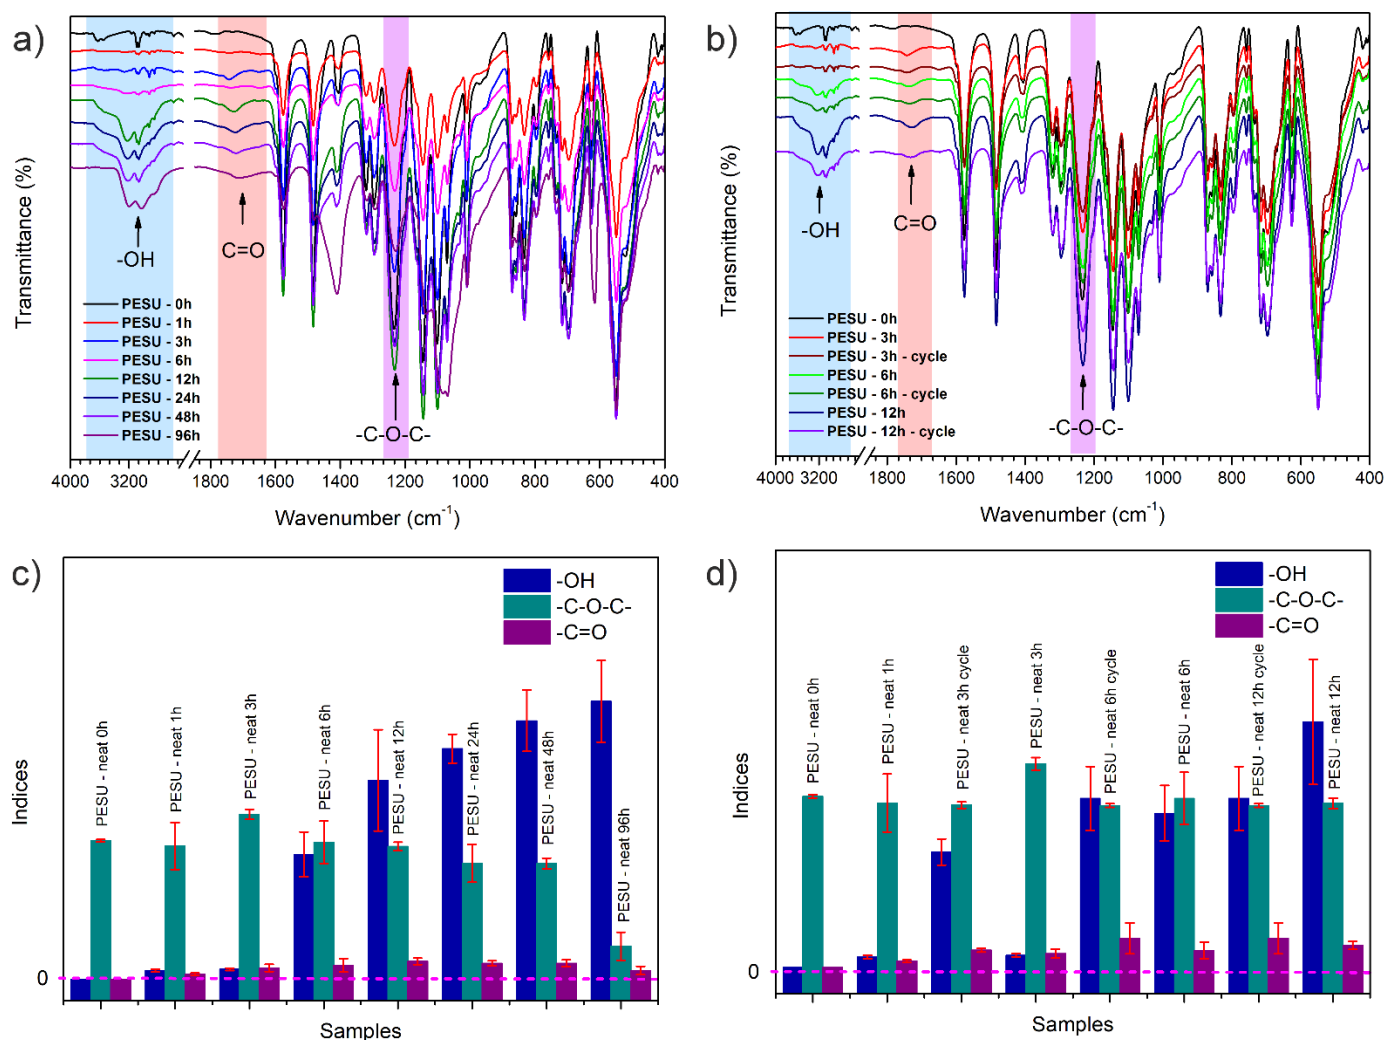 a)
Transmittance (%)
-OH
C=O
-C-O-C-
PESU - 0h
PESU - 1h
PESU - 3h
PESU - 6h
PESU - 12h
PESU - 24h
PESU - 48h
PESU - 96h
4000 3200 1800 1600 1400 1200 1000 800 600 400
Wavenumber (cm⁻¹)
b)
Transmittance (%)
-OH
C=O
-C-O-C-
PESU - 0h
PESU - 3h
PESU - 3h - cycle
PESU - 6h
PESU - 6h - cycle
PESU - 12h
PESU - 12h - cycle
4000 3200 1800 1600 1400 1200 1000 800 600 400
Wavenumber (cm⁻¹)
c)
-OH
-C-O-C-
-C=O
Indices
0
PESU - neat 0h
PESU - neat 1h
PESU - neat 3h
PESU - neat 6h
PESU - neat 12h
PESU - neat 24h
PESU - neat 48h
PESU - neat 96h
Samples
d)
-OH
-C-O-C-
-C=O
Indices
0
PESU - neat 0h
PESU - neat 1h
PESU - neat 3h cycle
PESU - neat 3h
PESU - neat 6h cycle
PESU - neat 6h
PESU - neat 12h cycle
PESU - neat 12h
Samples